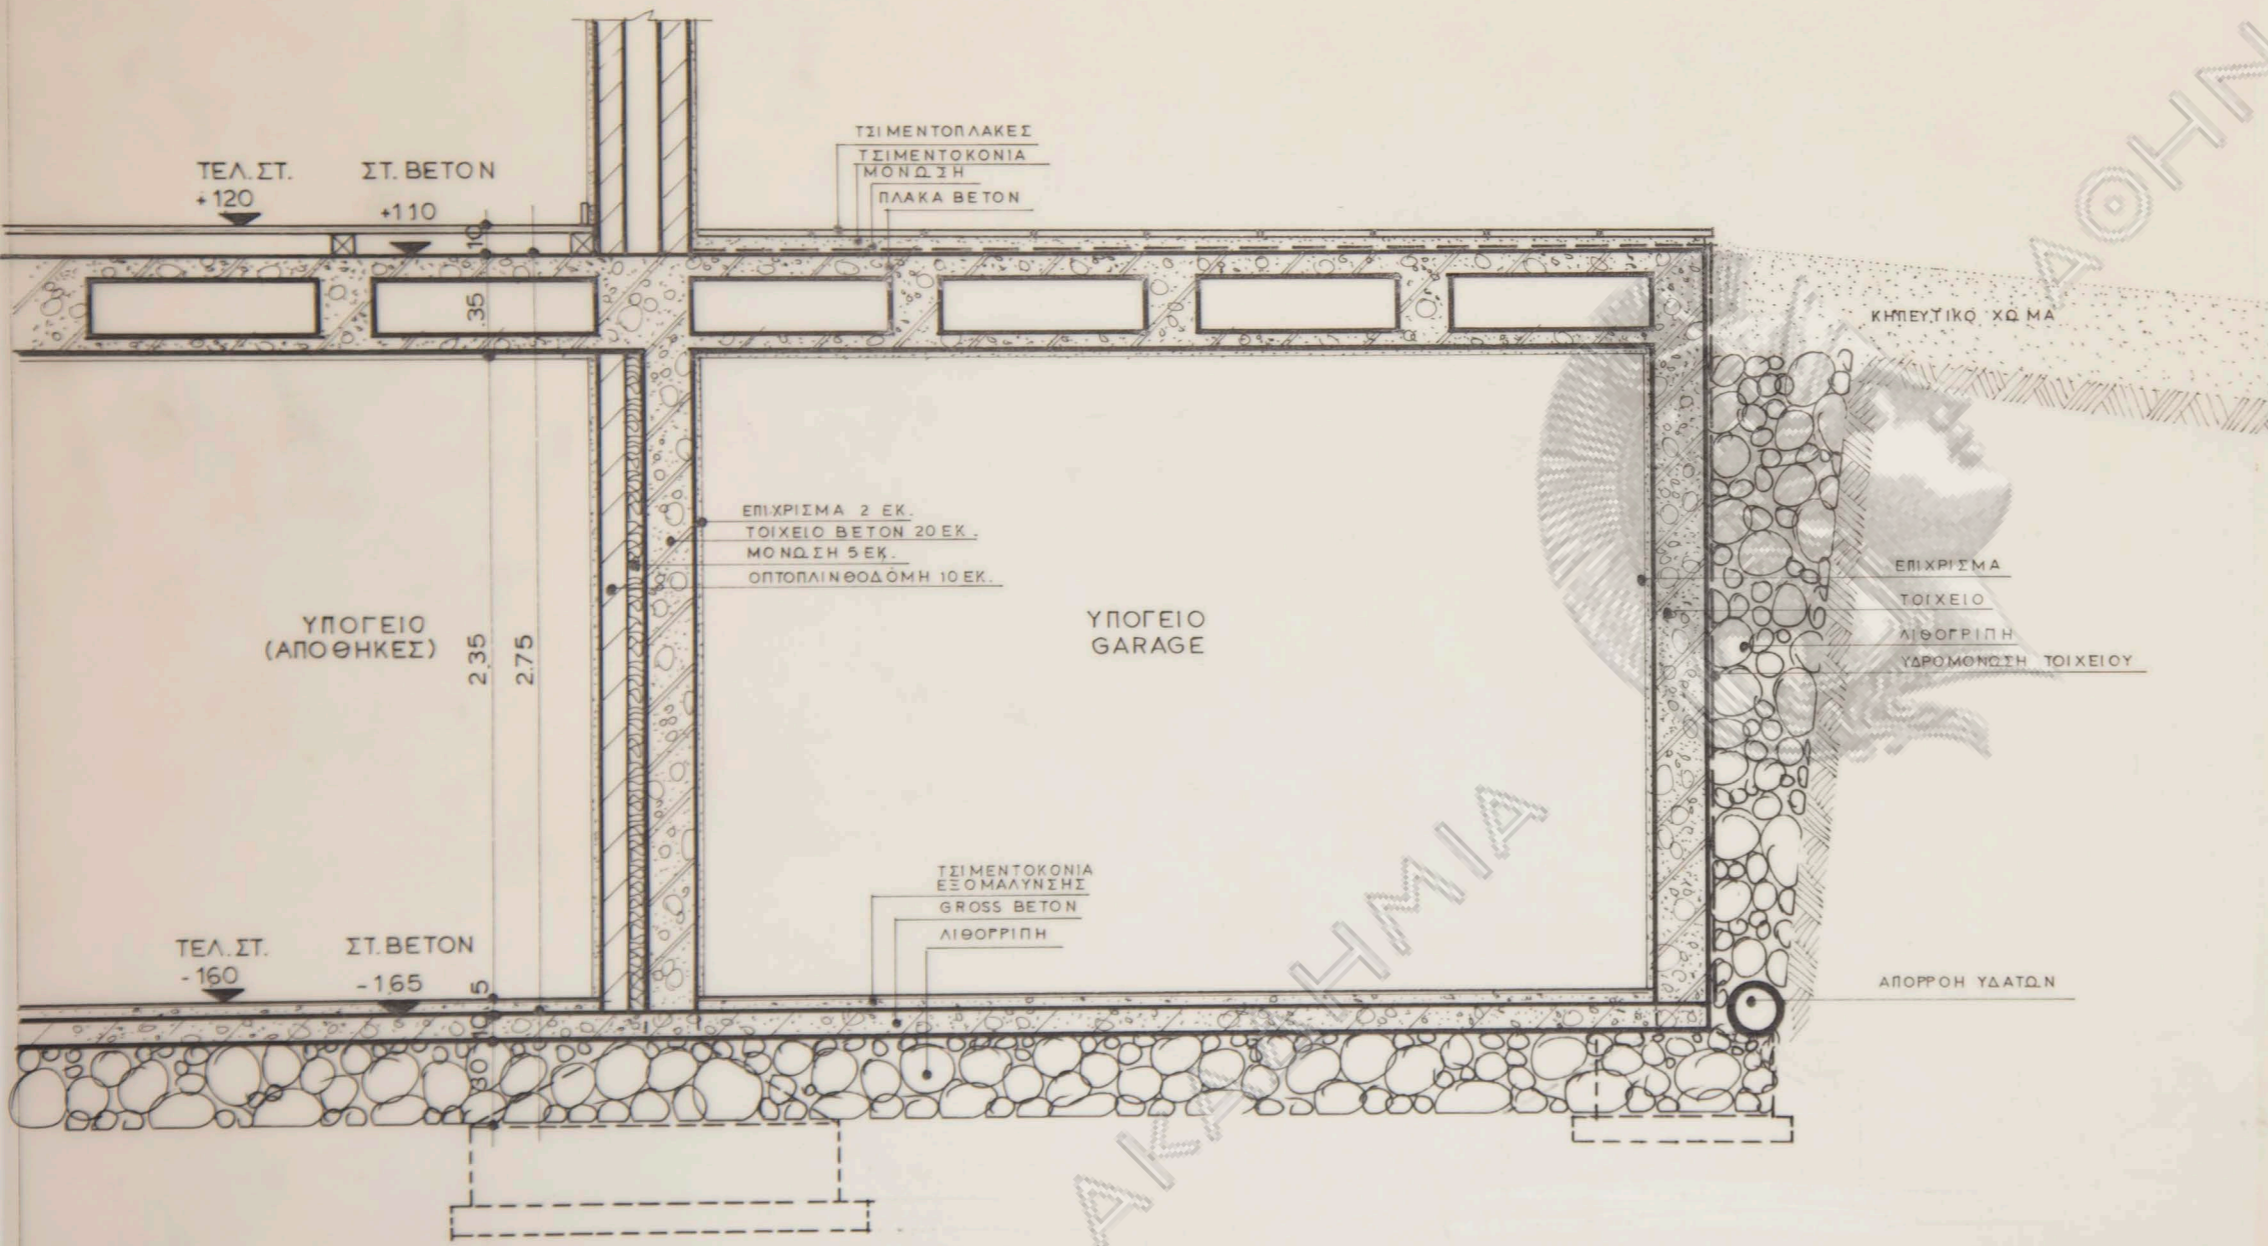 ΤΣΙΜΕΝΤΟΠΛΑΚΕΣ
ΤΣΙΜΕΝΤΟΚΟΝΙΑ
ΜΟΝΩΣΗ
ΠΛΑΚΑ ΒΕΤΟΝ
ΤΕΛ. ΣΤ.
+120
ΣΤ. ΒΕΤΟΝ
+110
10
.35
2.35
2.75
ΚΗΠΕΥΤΙΚΟ ΧΩΜΑ
ΕΠΙΧΡΙΣΜΑ 2 ΕΚ.
ΤΟΙΧΕΙΟ ΒΕΤΟΝ 20 ΕΚ.
ΜΟΝΩΣΗ 5 ΕΚ.
ΟΠΤΟΠΛΙΝΘΟΔΟΜΗ 10 ΕΚ.
ΥΠΟΓΕΙΟ
(ΑΠΟΘΗΚΕΣ)
ΥΠΟΓΕΙΟ
GARAGE
ΕΠΙΧΡΙΣΜΑ
ΤΟΙΧΕΙΟ
ΛΙΘΟΡΡΙΠΗ
ΥΔΡΟΜΟΝΩΣΗ ΤΟΙΧΕΙΟΥ
ΤΣΙΜΕΝΤΟΚΟΝΙΑ
ΕΞΟΜΑΛΥΝΣΗΣ
GROSS BETON
ΛΙΘΟΡΡΙΠΗ
ΤΕΛ. ΣΤ.
-160
ΣΤ. ΒΕΤΟΝ
-165
5
10
30
ΑΠΟΡΡΟΗ ΥΔΑΤΩΝ
ΑΚΑΔΗΜΙΑ ΑΘΗΝ